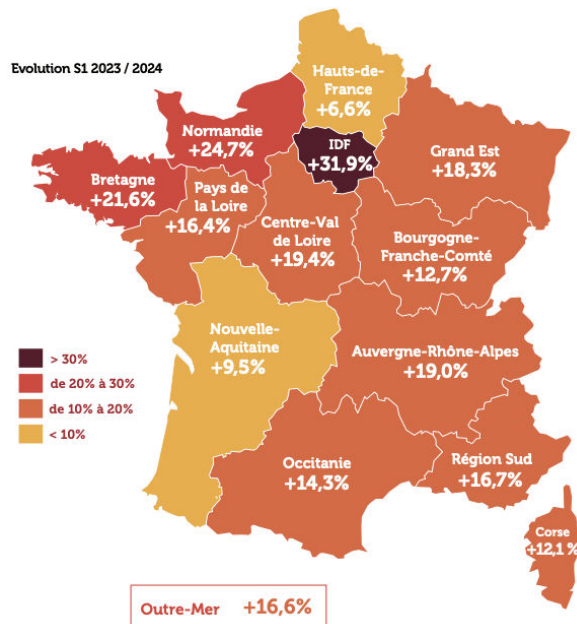 Evolution S1 2023 / 2024
Hauts-de-
France
+6,6%
Normandie
+24,7%
IDF
+31,9%
Grand Est
+18,3%
Bretagne
+21,6%
Pays de
la Loire
+16,4%
Centre-Val
de Loire
+19,4%
Bourgogne-
Franche-Comté
+12,7%
Nouvelle-
Aquitaine
+9,5%
Auvergne-Rhône-Alpes
+19,0%
> 30%
de 20% à 30%
de 10% à 20%
< 10%
Occitanie
+14,3%
Région Sud
+16,7%
Corse
+12,1 %
Outre-Mer +16,6%